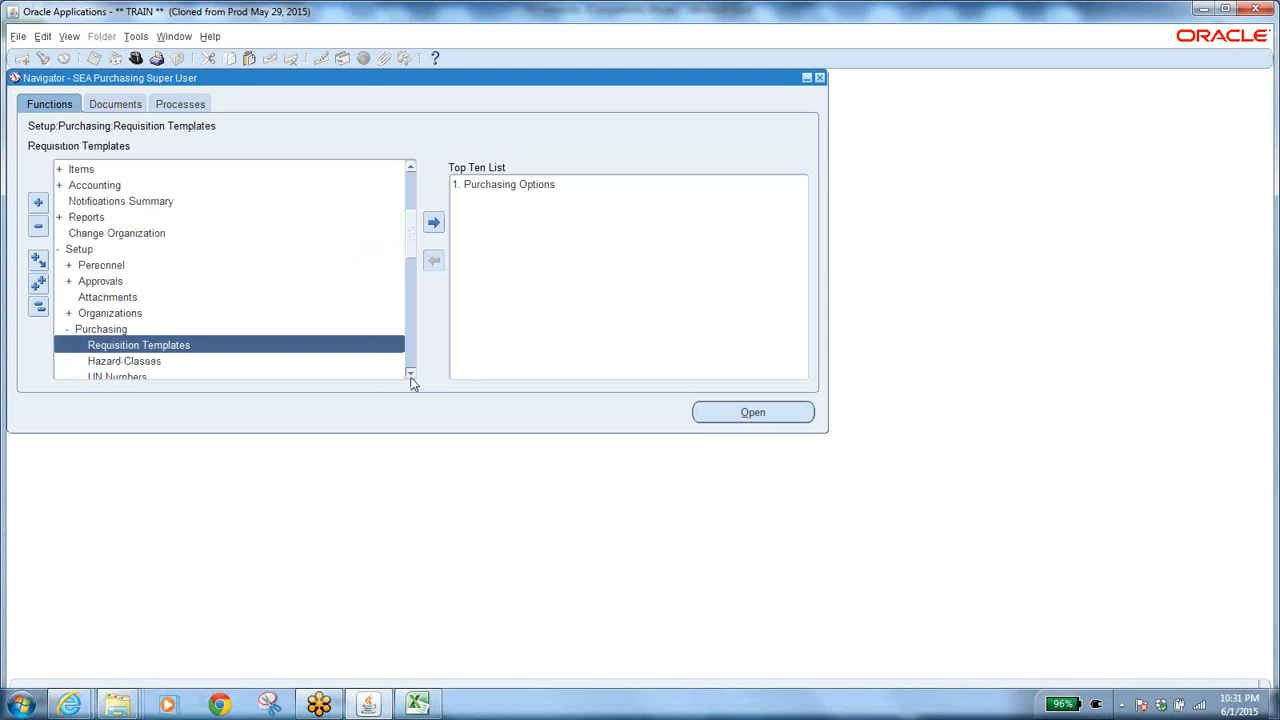 Oracle Applications - ** TRAIN ** (Cloned from Prod May 29, 2015)
File Edit View Folder Tools Window Help
ORACLE
Navigator - SEA Purchasing Super User
Functions Documents Processes
Setup:Purchasing:Requisition Templates
Requisition Templates
Top Ten List
+ Items
1. Purchasing Options
+ Accounting
Notifications Summary
+ Reports
Change Organization
- Setup
+ Personnel
+ Approvals
Attachments
+ Organizations
- Purchasing
Requisition Templates
Hazard Classes
UN Numbers
Open
96%
10:31 PM
6/1/2015